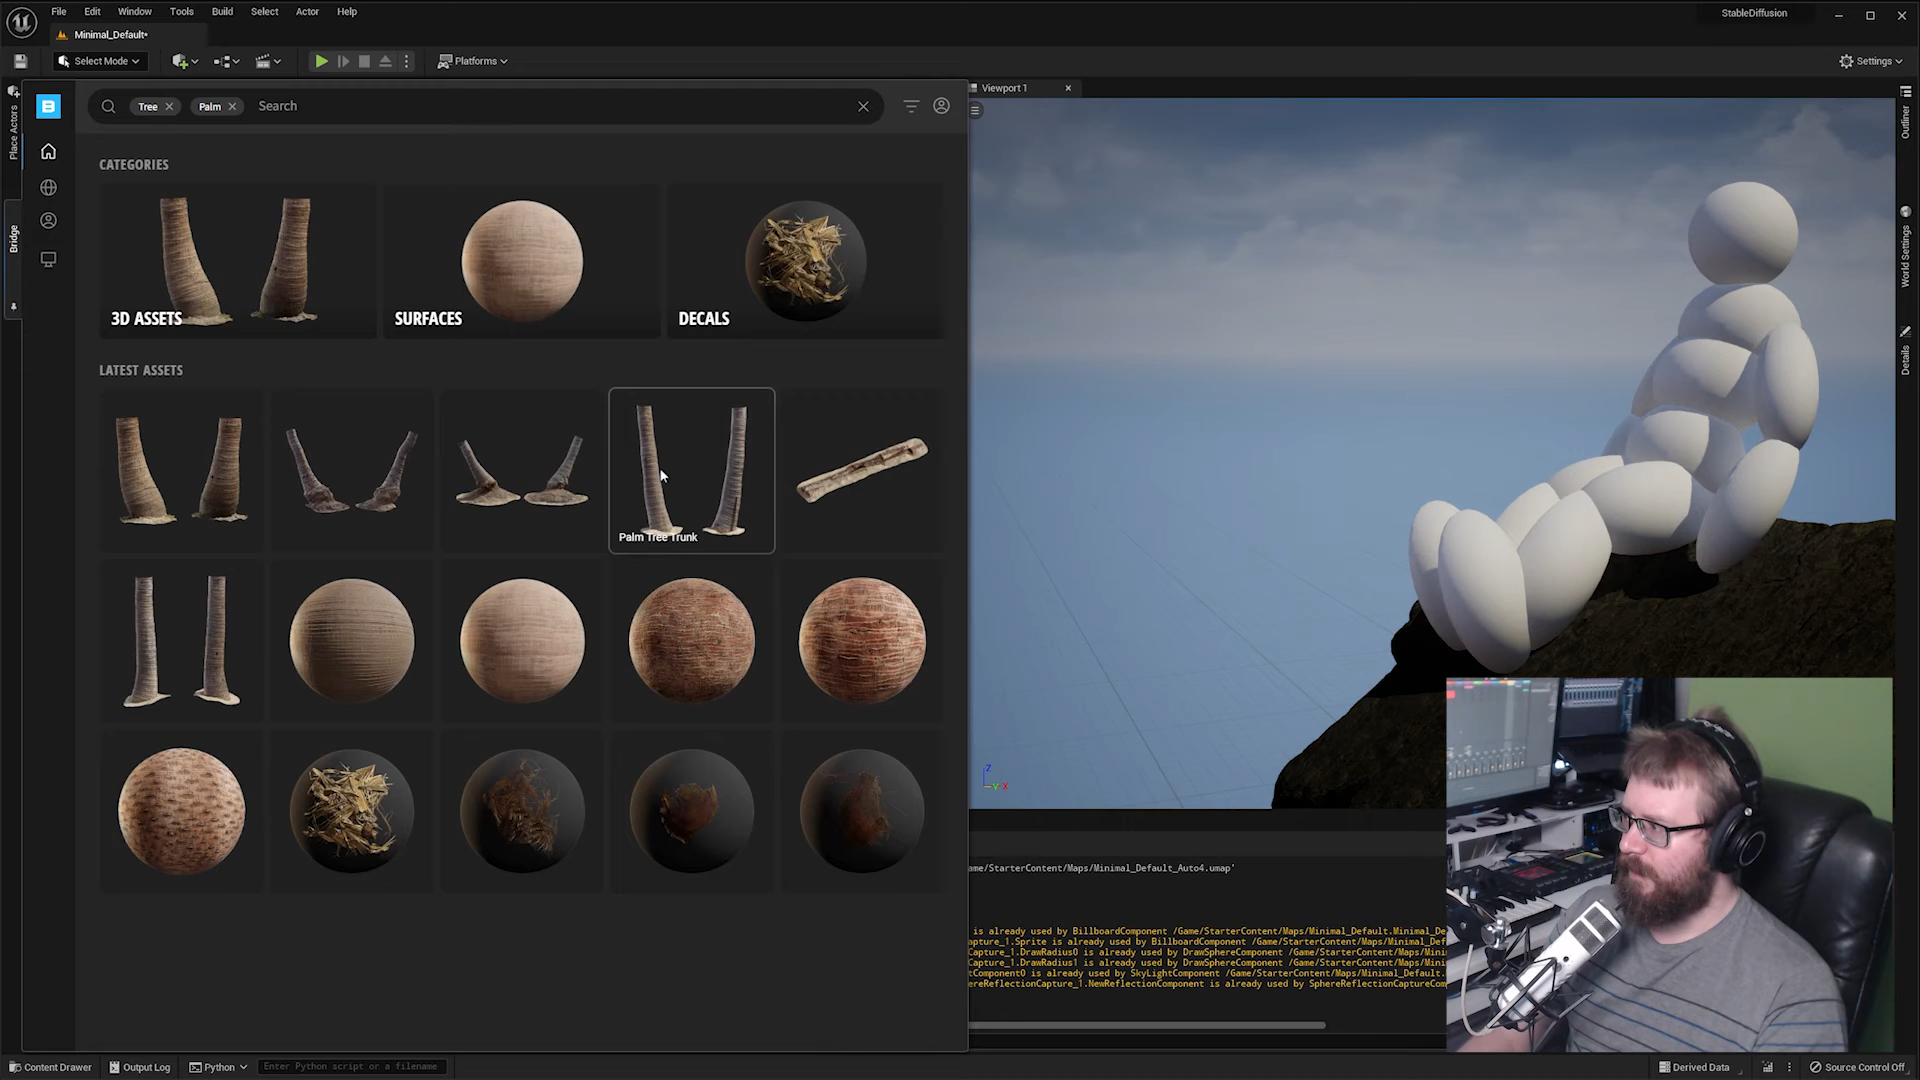 File Edit Window Tools Build Select Actor Help
StableDiffusion
Minimal_Default*
Select Mode
Platforms
Settings
Place Actors
Bridge
B
Tree
Palm
Search
CATEGORIES
3D ASSETS
SURFACES
DECALS
LATEST ASSETS
Palm Tree Trunk
Viewport 1
Outliner
World Settings
Details
Z
Y
X
ame/StarterContent/Maps/Minimal_Default_Auto4.umap'
is already used by BillboardComponent /Game/StarterContent/Maps/Minimal_Default.Minimal_De
apture_1.Sprite is already used by BillboardComponent /Game/StarterContent/Maps/Minimal_Def
Capture_1.DrawRadius0 is already used by DrawSphereComponent /Game/StarterContent/Maps/Mini
Capture_1.DrawRadius1 is already used by DrawSphereComponent /Game/StarterContent/Maps/Mini
tComponent0 is already used by SkyLightComponent /Game/StarterContent/Maps/Minimal_Default.
ereReflectionCapture_1.NewReflectionComponent is already used by SphereReflectionCaptureCom
Content Drawer
Output Log
Python
Enter Python script or a filename
Derived Data
Source Control Off